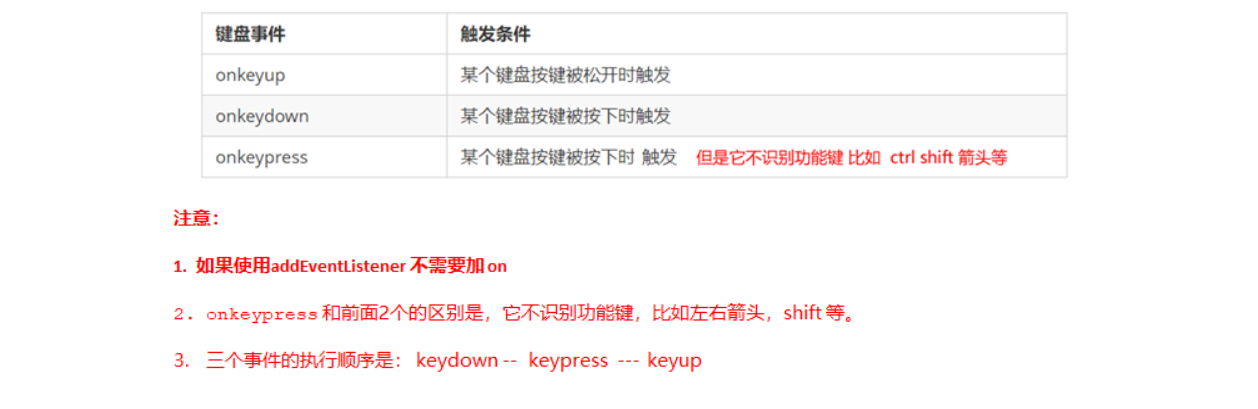 键盘事件 触发条件
onkeyup 某个键盘按键被松开时触发
onkeydown 某个键盘按键被按下时触发
onkeypress 某个键盘按键被按下时 触发 但是它不识别功能键 比如 ctrl shift 箭头等
注意：
1. 如果使用addEventListener 不需要加 on
2. onkeypress 和前面2个的区别是，它不识别功能键，比如左右箭头，shift 等。
3. 三个事件的执行顺序是： keydown -- keypress --- keyup